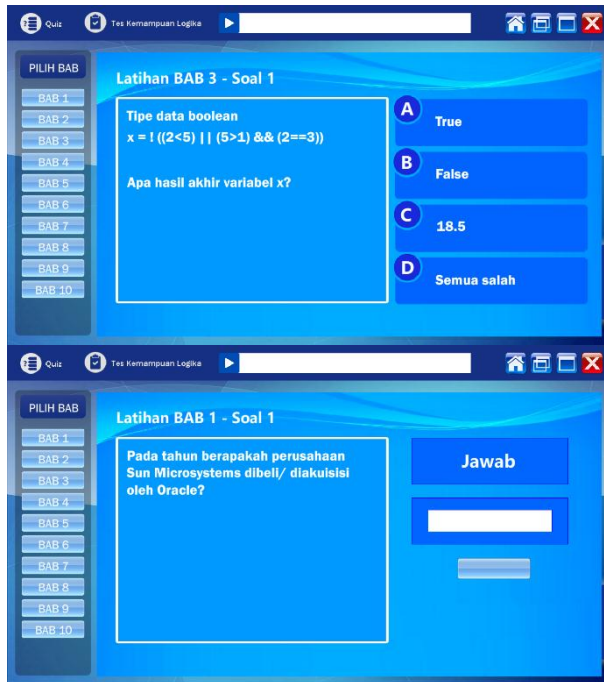 Quiz
Tes Kemampuan Logika
PILIH BAB
BAB 1
BAB 2
BAB 3
BAB 4
BAB 5
BAB 6
BAB 7
BAB 8
BAB 9
BAB 10
Latihan BAB 3 - Soal 1
Tipe data boolean
x = ! ((2<5) || (5>1) && (2==3))
Apa hasil akhir variabel x?
A
True
B
False
C
18.5
D
Semua salah
Quiz
Tes Kemampuan Logika
PILIH BAB
BAB 1
BAB 2
BAB 3
BAB 4
BAB 5
BAB 6
BAB 7
BAB 8
BAB 9
BAB 10
Latihan BAB 1 - Soal 1
Pada tahun berapakah perusahaan
Sun Microsystems dibeli/ diakuisisi
oleh Oracle?
Jawab